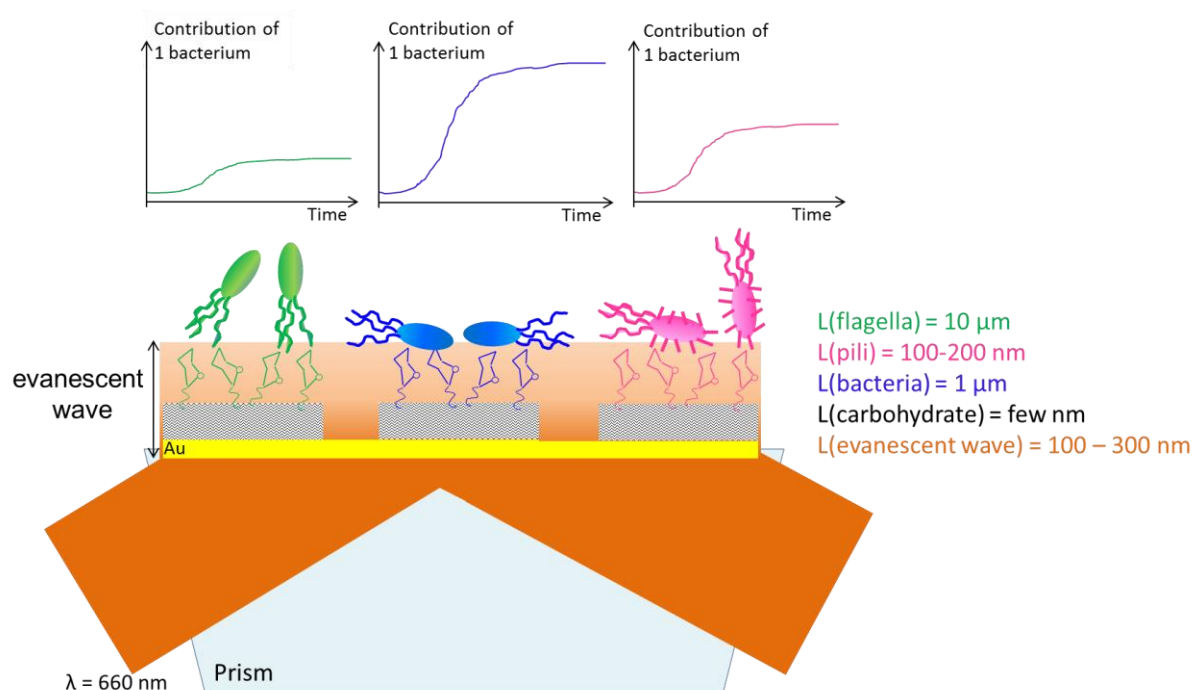 Contribution of
1 bacterium
Time
Contribution of
1 bacterium
Time
Contribution of
1 bacterium
Time
L(flagella) = 10 µm
L(pili) = 100-200 nm
L(bacteria) = 1 µm
L(carbohydrate) = few nm
L(evanescent wave) = 100 – 300 nm
evanescent
wave
Au
Prism
λ = 660 nm